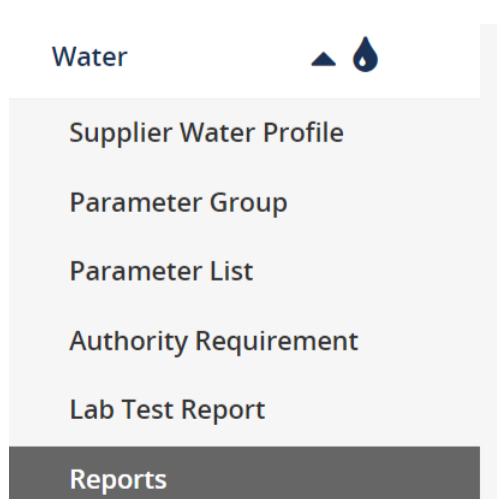 Water
Supplier Water Profile
Parameter Group
Parameter List
Authority Requirement
Lab Test Report
Reports